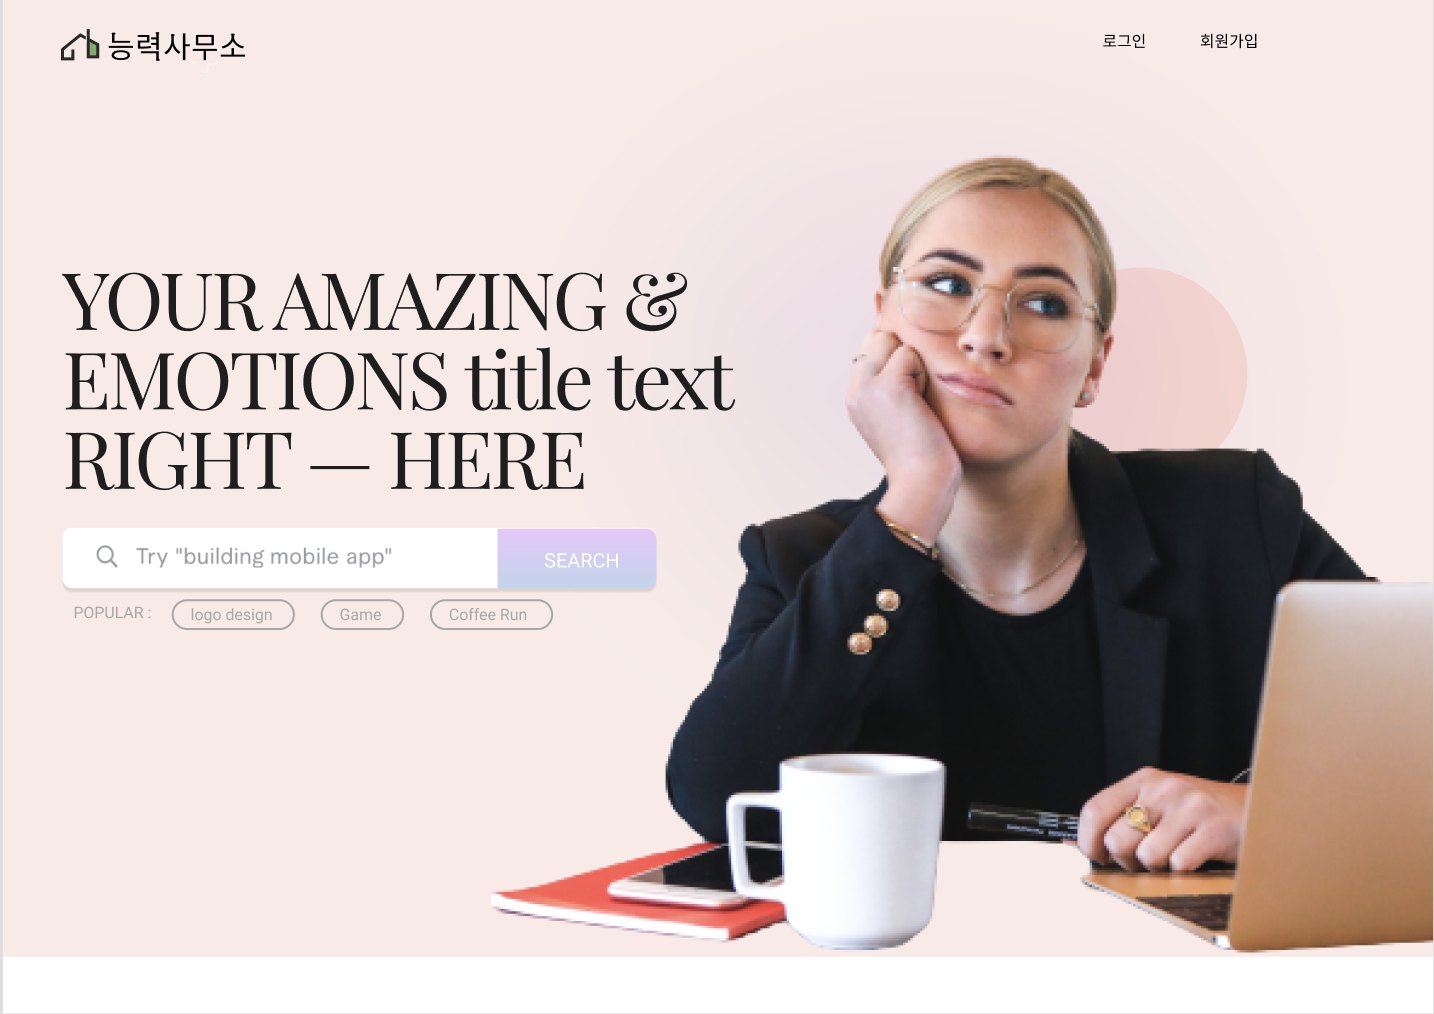 능력사무소
로그인 회원가입
YOUR AMAZING &
EMOTIONS title text
RIGHT — HERE
Try "building mobile app" SEARCH
POPULAR : logo design Game Coffee Run